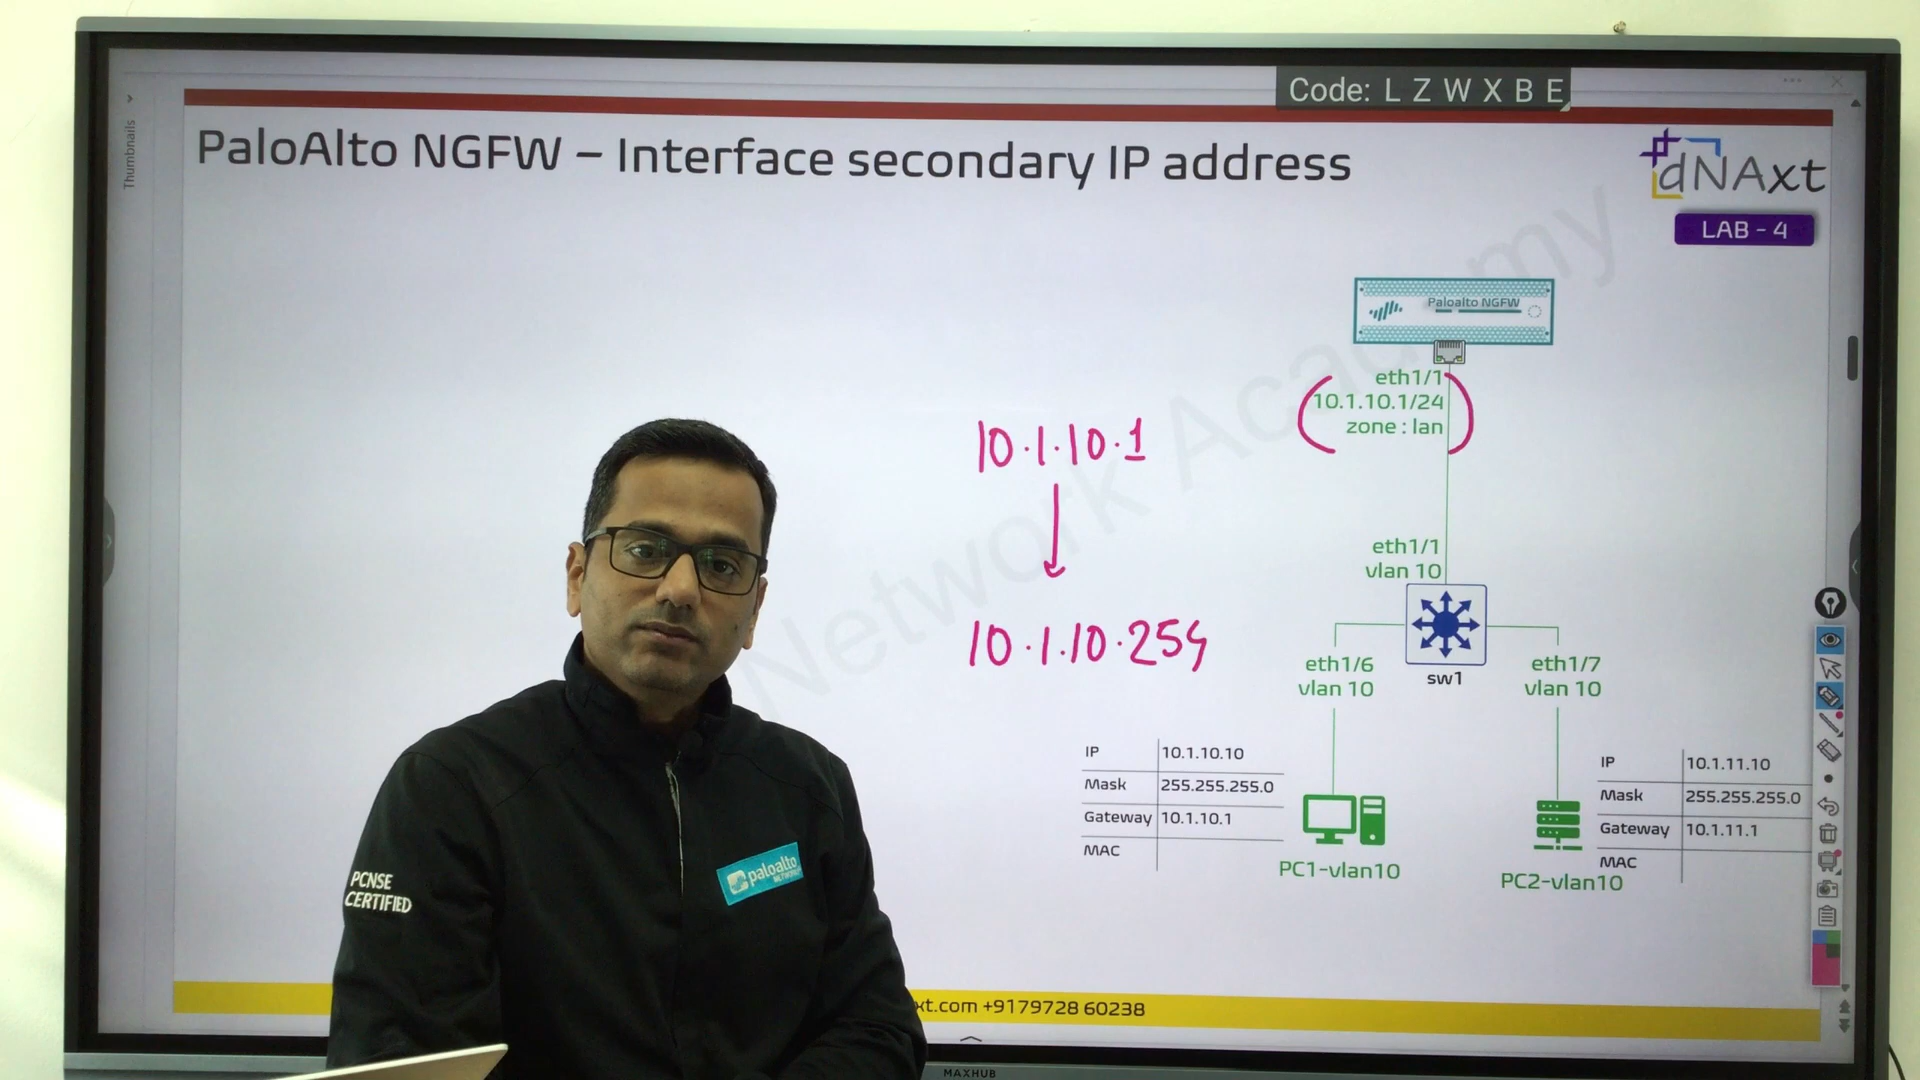 Code: L Z W X B E
Thumbnails
PaloAlto NGFW – Interface secondary IP address
dNAxt
LAB - 4
Network Academy
Paloalto NGFW
eth1/1
10.1.10.1/24
zone : lan
10.1.10.1
10.1.10.254
eth1/1
vlan 10
eth1/6
vlan 10
sw1
eth1/7
vlan 10
IP 10.1.10.10
Mask 255.255.255.0
Gateway 10.1.10.1
MAC
PC1-vlan10
IP 10.1.11.10
Mask 255.255.255.0
Gateway 10.1.11.1
MAC
PC2-vlan10
PCNSE
CERTIFIED
paloalto
NETWORKS
xt.com +9179728 60238
MAXHUB